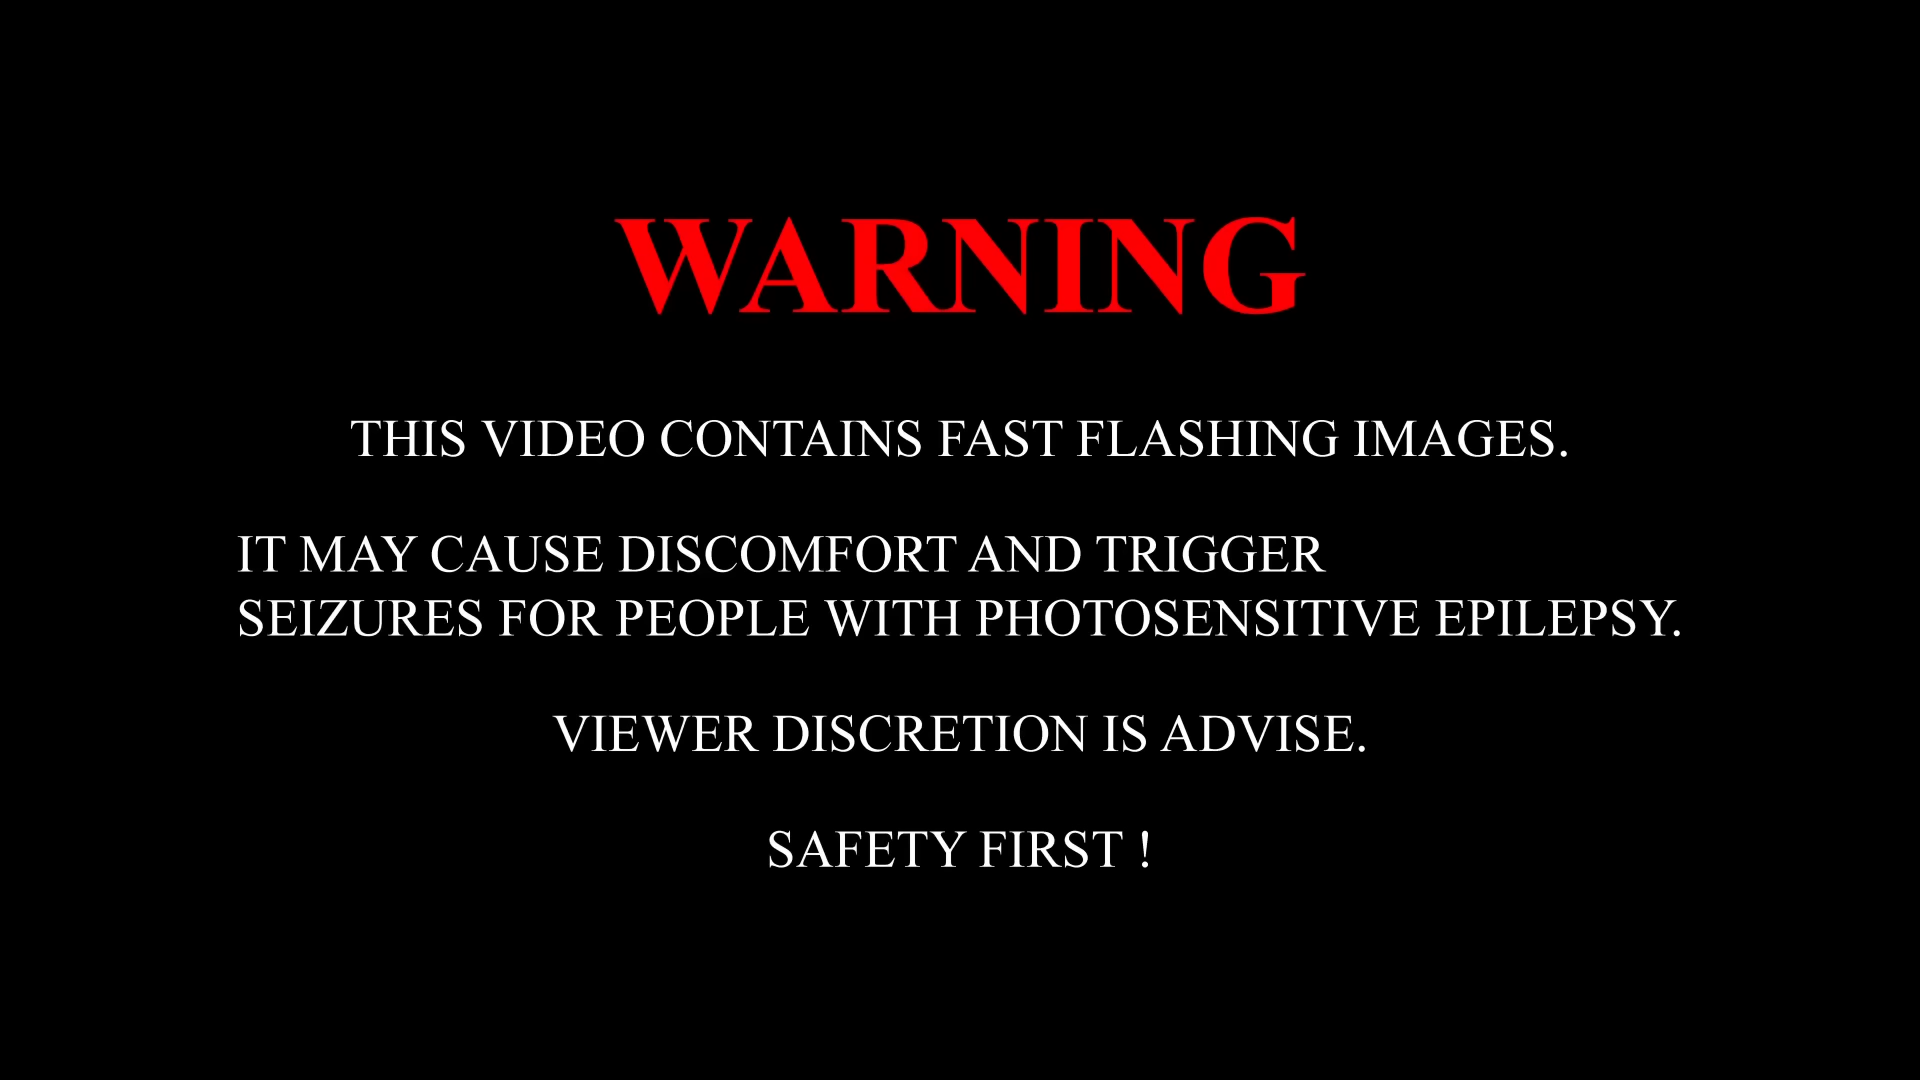 WARNING
THIS VIDEO CONTAINS FAST FLASHING IMAGES.
IT MAY CAUSE DISCOMFORT AND TRIGGER
SEIZURES FOR PEOPLE WITH PHOTOSENSITIVE EPILEPSY.
VIEWER DISCRETION IS ADVISE.
SAFETY FIRST !